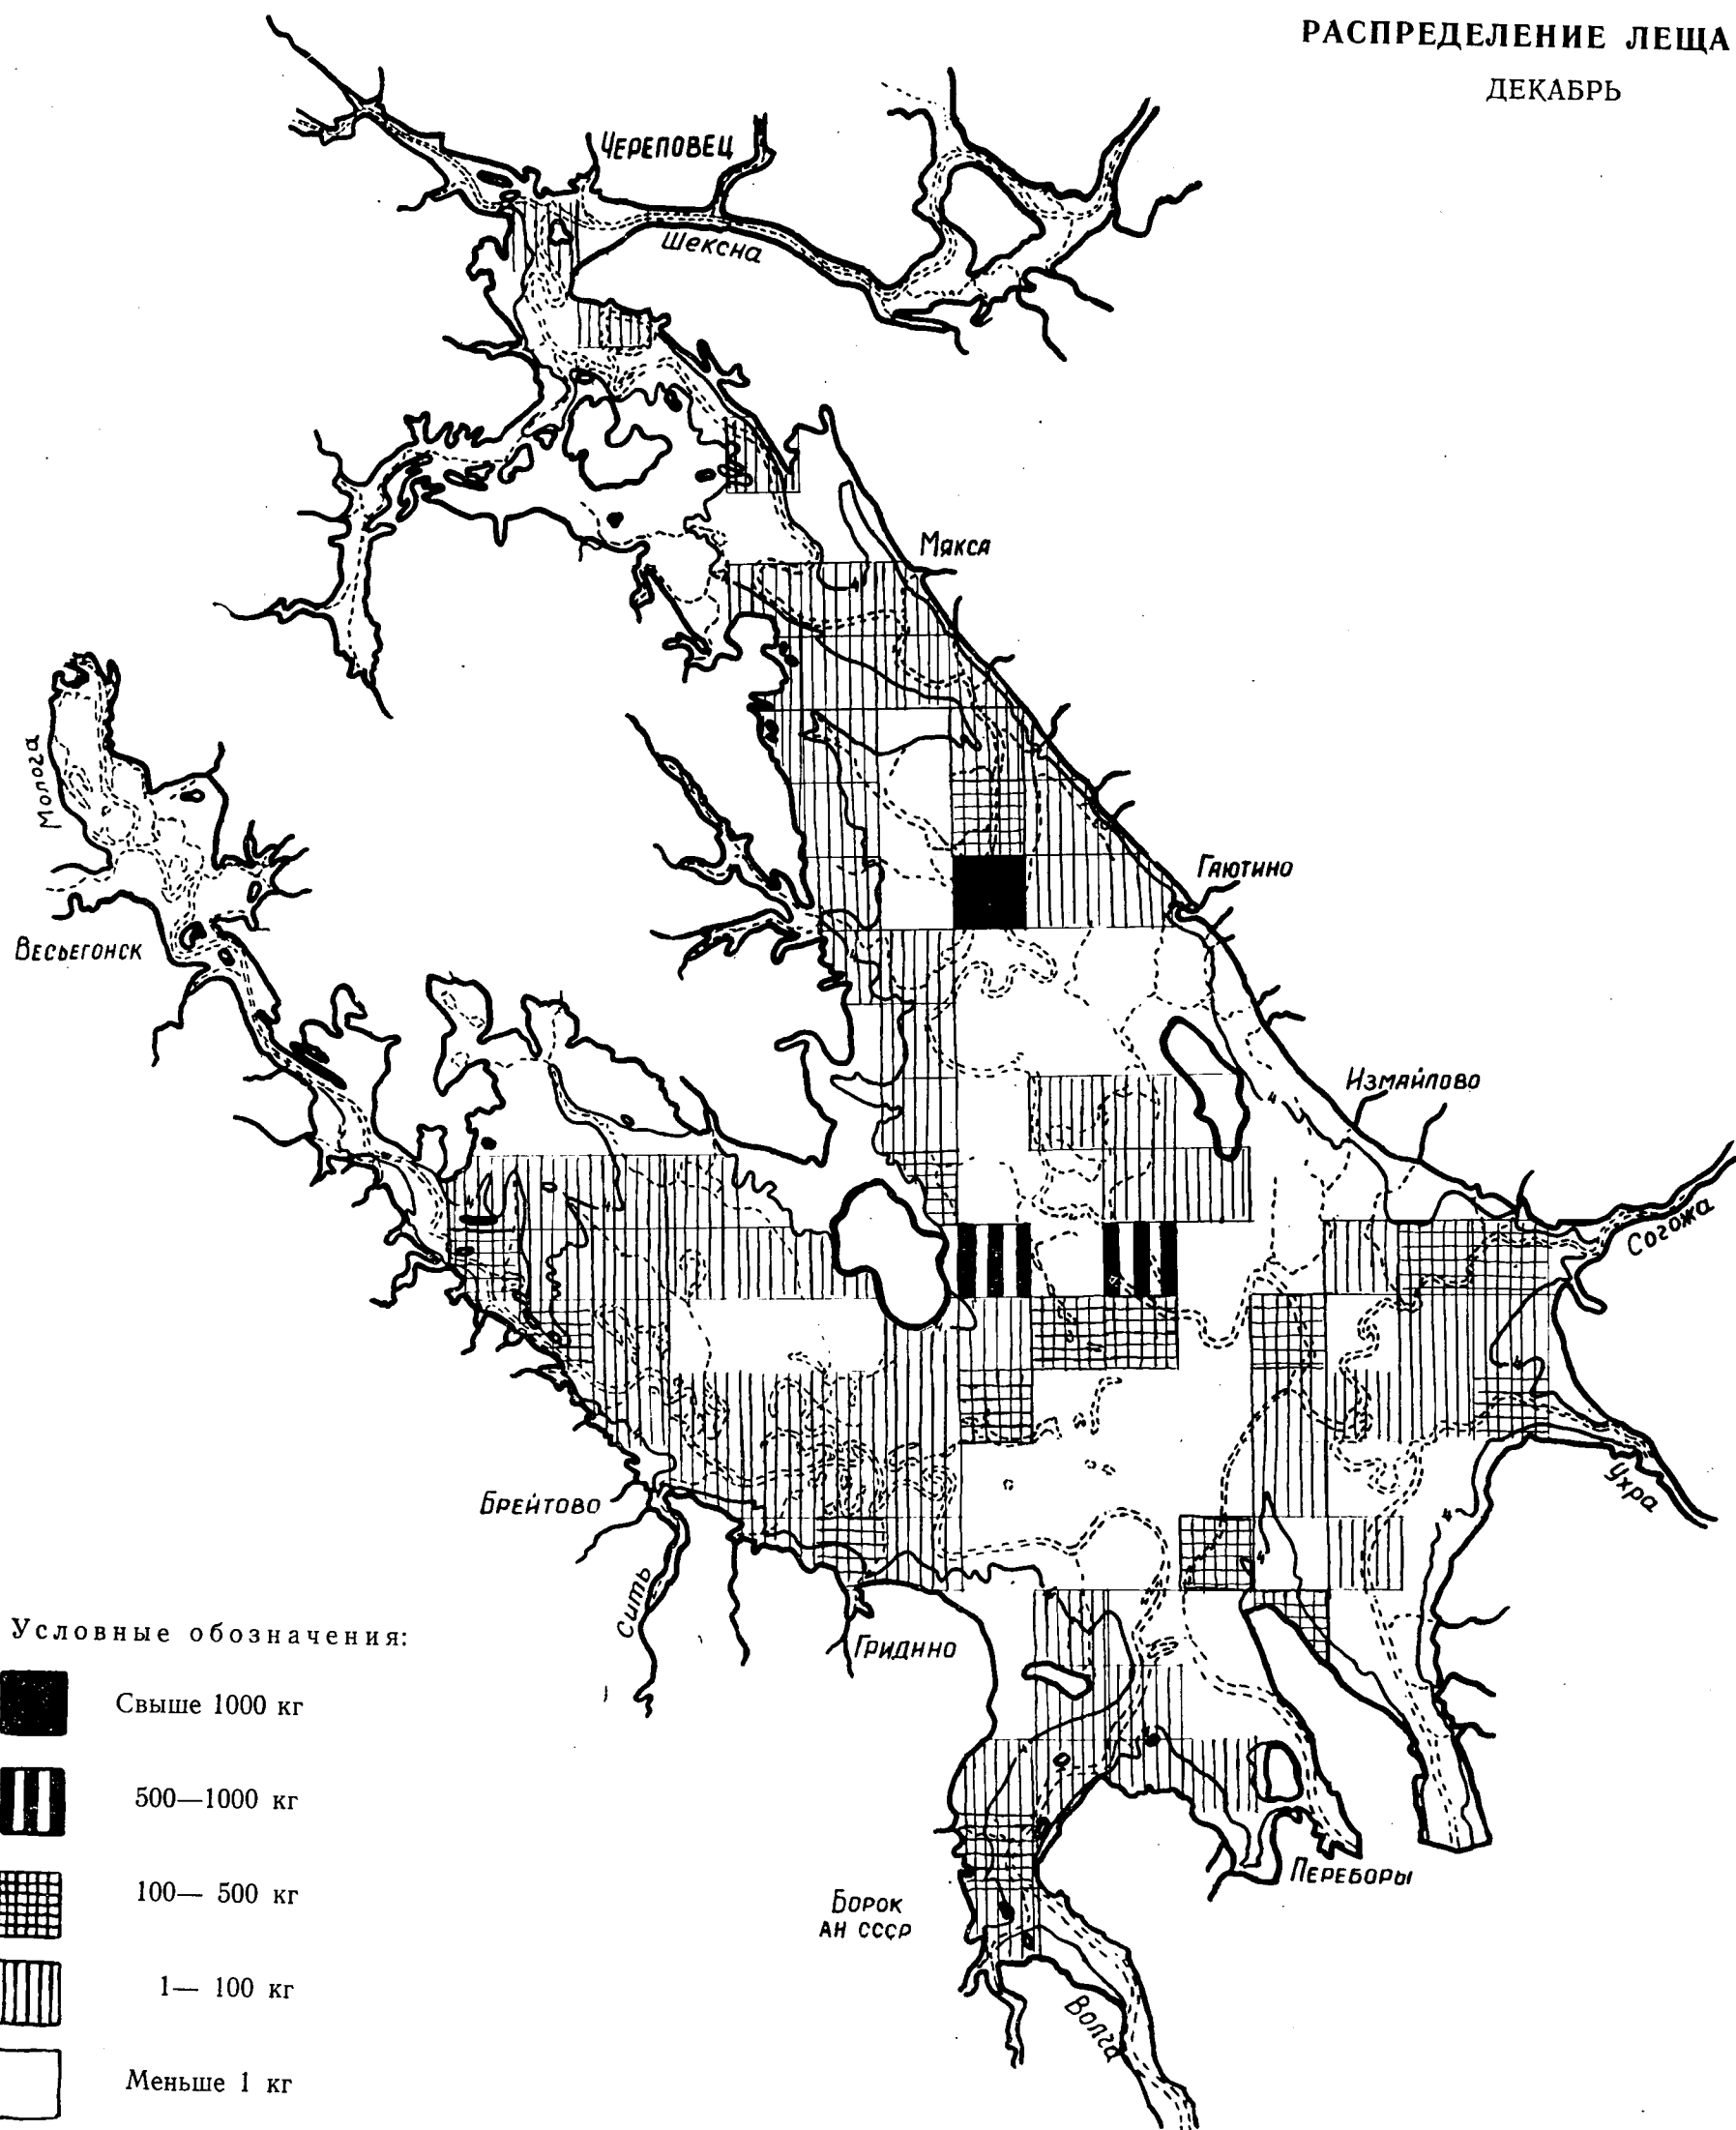 РАСПРЕДЕЛЕНИЕ ЛЕЩА
ДЕКАБРЬ
ЧЕРЕПОВЕЦ
Шексна
Мякса
Молога
Гаютино
Весьегонск
Измайлово
Согожа
Брейтово
Ухра
Сить
Гридино
Переборы
Борок
АН СССР
Волга
Условные обозначения:
Свыше 1000 кг
500—1000 кг
100— 500 кг
1— 100 кг
Меньше 1 кг